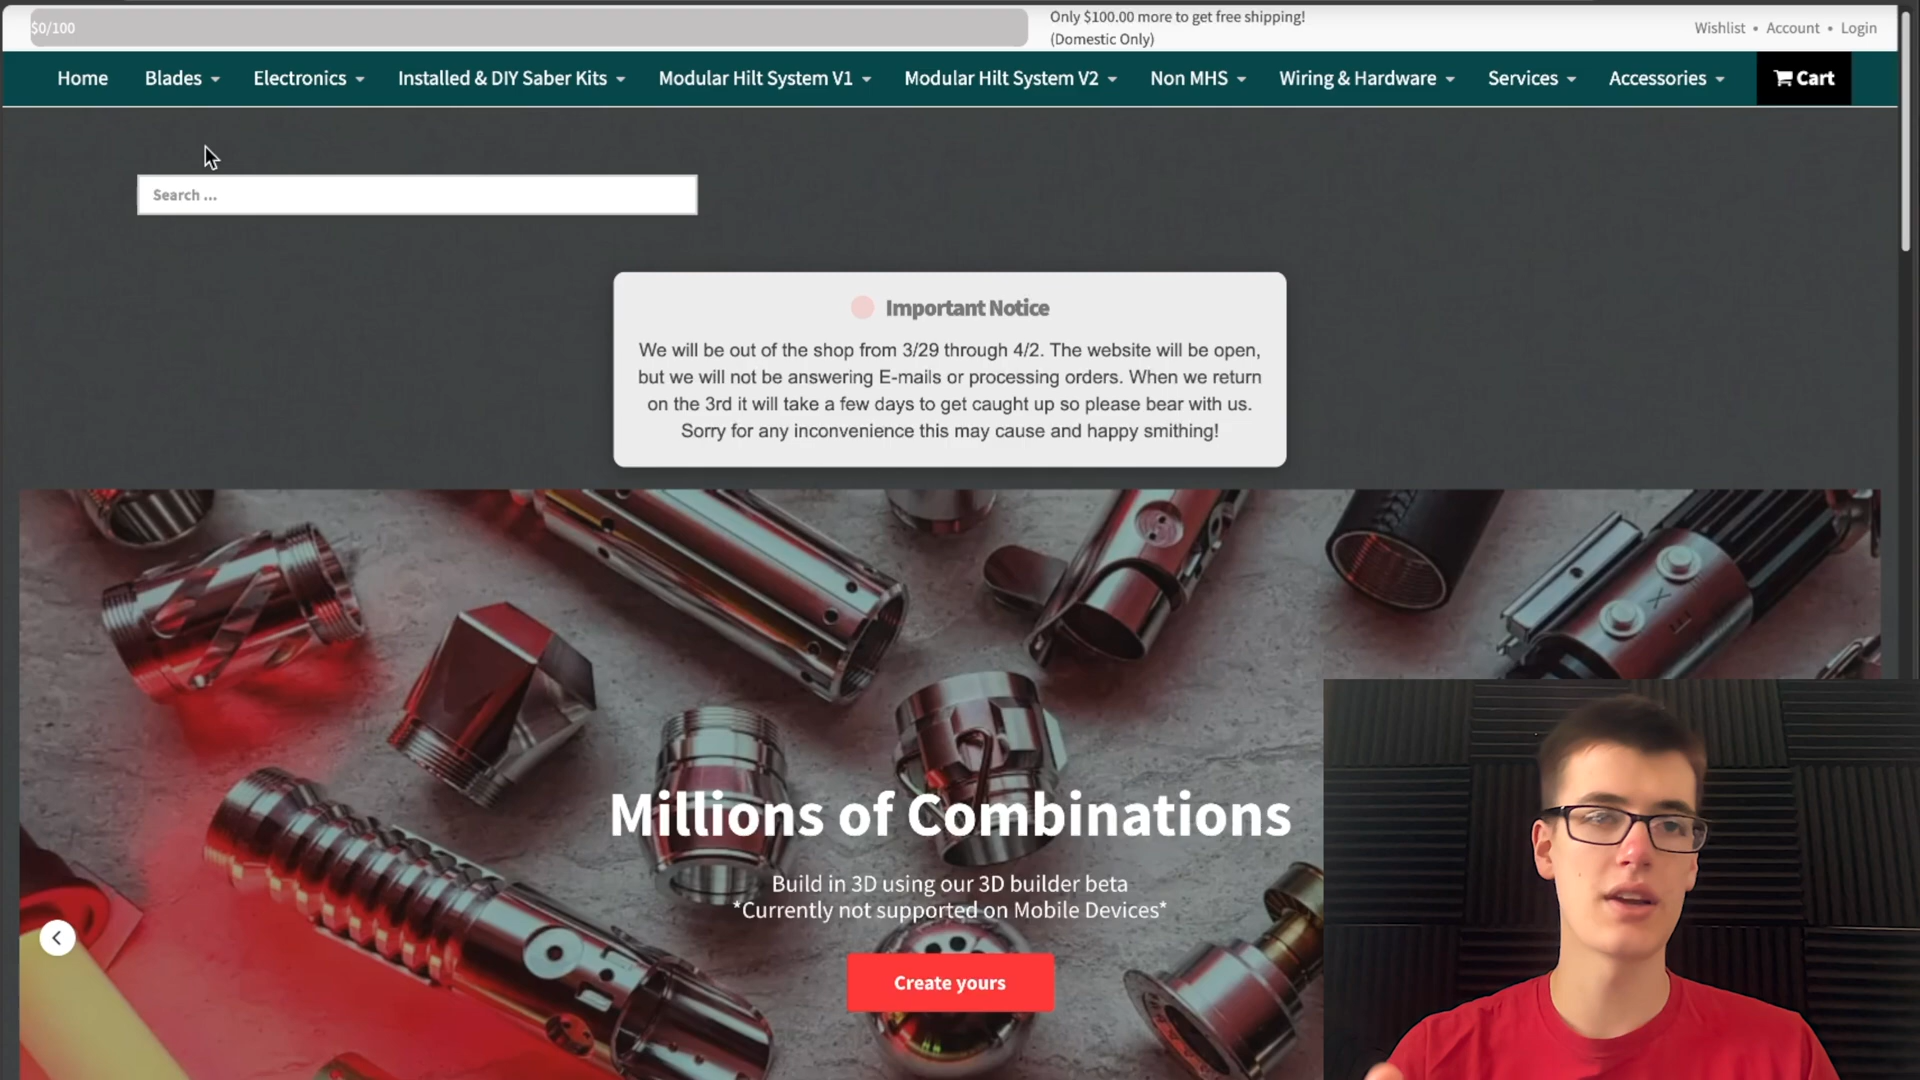 $0/100
Only $100.00 more to get free shipping!
(Domestic Only)
Wishlist • Account • Login
Home Blades Electronics Installed & DIY Saber Kits Modular Hilt System V1 Modular Hilt System V2 Non MHS Wiring & Hardware Services Accessories Cart
Search ...
Important Notice
We will be out of the shop from 3/29 through 4/2. The website will be open,
but we will not be answering E-mails or processing orders. When we return
on the 3rd it will take a few days to get caught up so please bear with us.
Sorry for any inconvenience this may cause and happy smithing!
Millions of Combinations
Build in 3D using our 3D builder beta
*Currently not supported on Mobile Devices*
Create yours